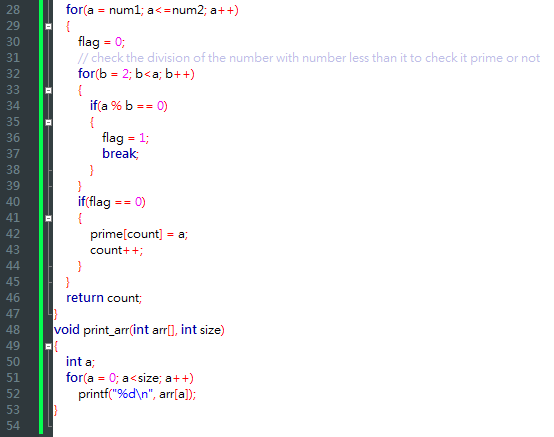 28 for(a = num1; a<=num2; a++)
29 {
30 flag = 0;
31 // check the division of the number with number less than it to check it prime or not
32 for(b = 2; b<a; b++)
33 {
34 if(a % b == 0)
35 {
36 flag = 1;
37 break;
38 }
39 }
40 if(flag == 0)
41 {
42 prime[count] = a;
43 count++;
44 }
45 }
46 return count;
47 }
48 void print_arr(int arr[], int size)
49 {
50 int a;
51 for(a = 0; a<size; a++)
52 printf("%d\n", arr[a]);
53 }
54